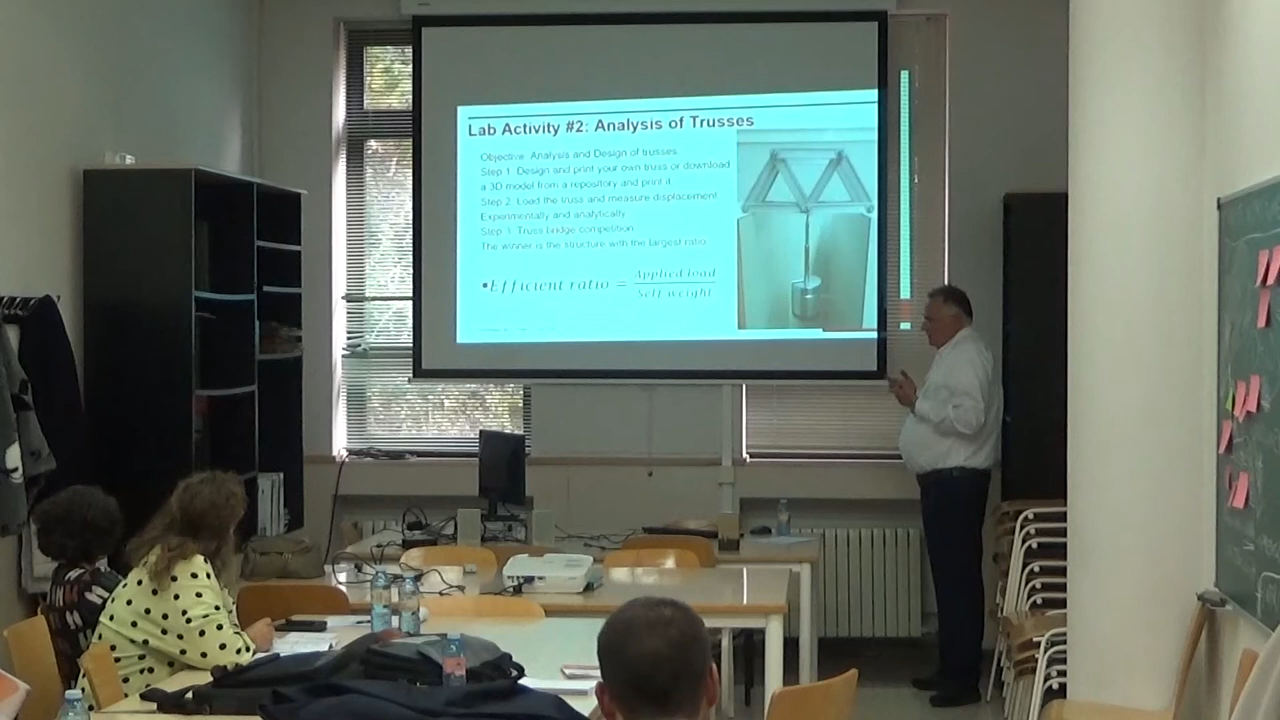 Lab Activity #2: Analysis of Trusses
Objective: Analysis and Design of trusses
Step 1: Design and print your own truss or download
a 3D model from a repository and print it
Step 2: Load the truss and measure displacement
Experimentally and analytically
Step 3: Truss bridge competition
The winner is the structure with the largest ratio
•Efficient ratio = Applied load / Self weight